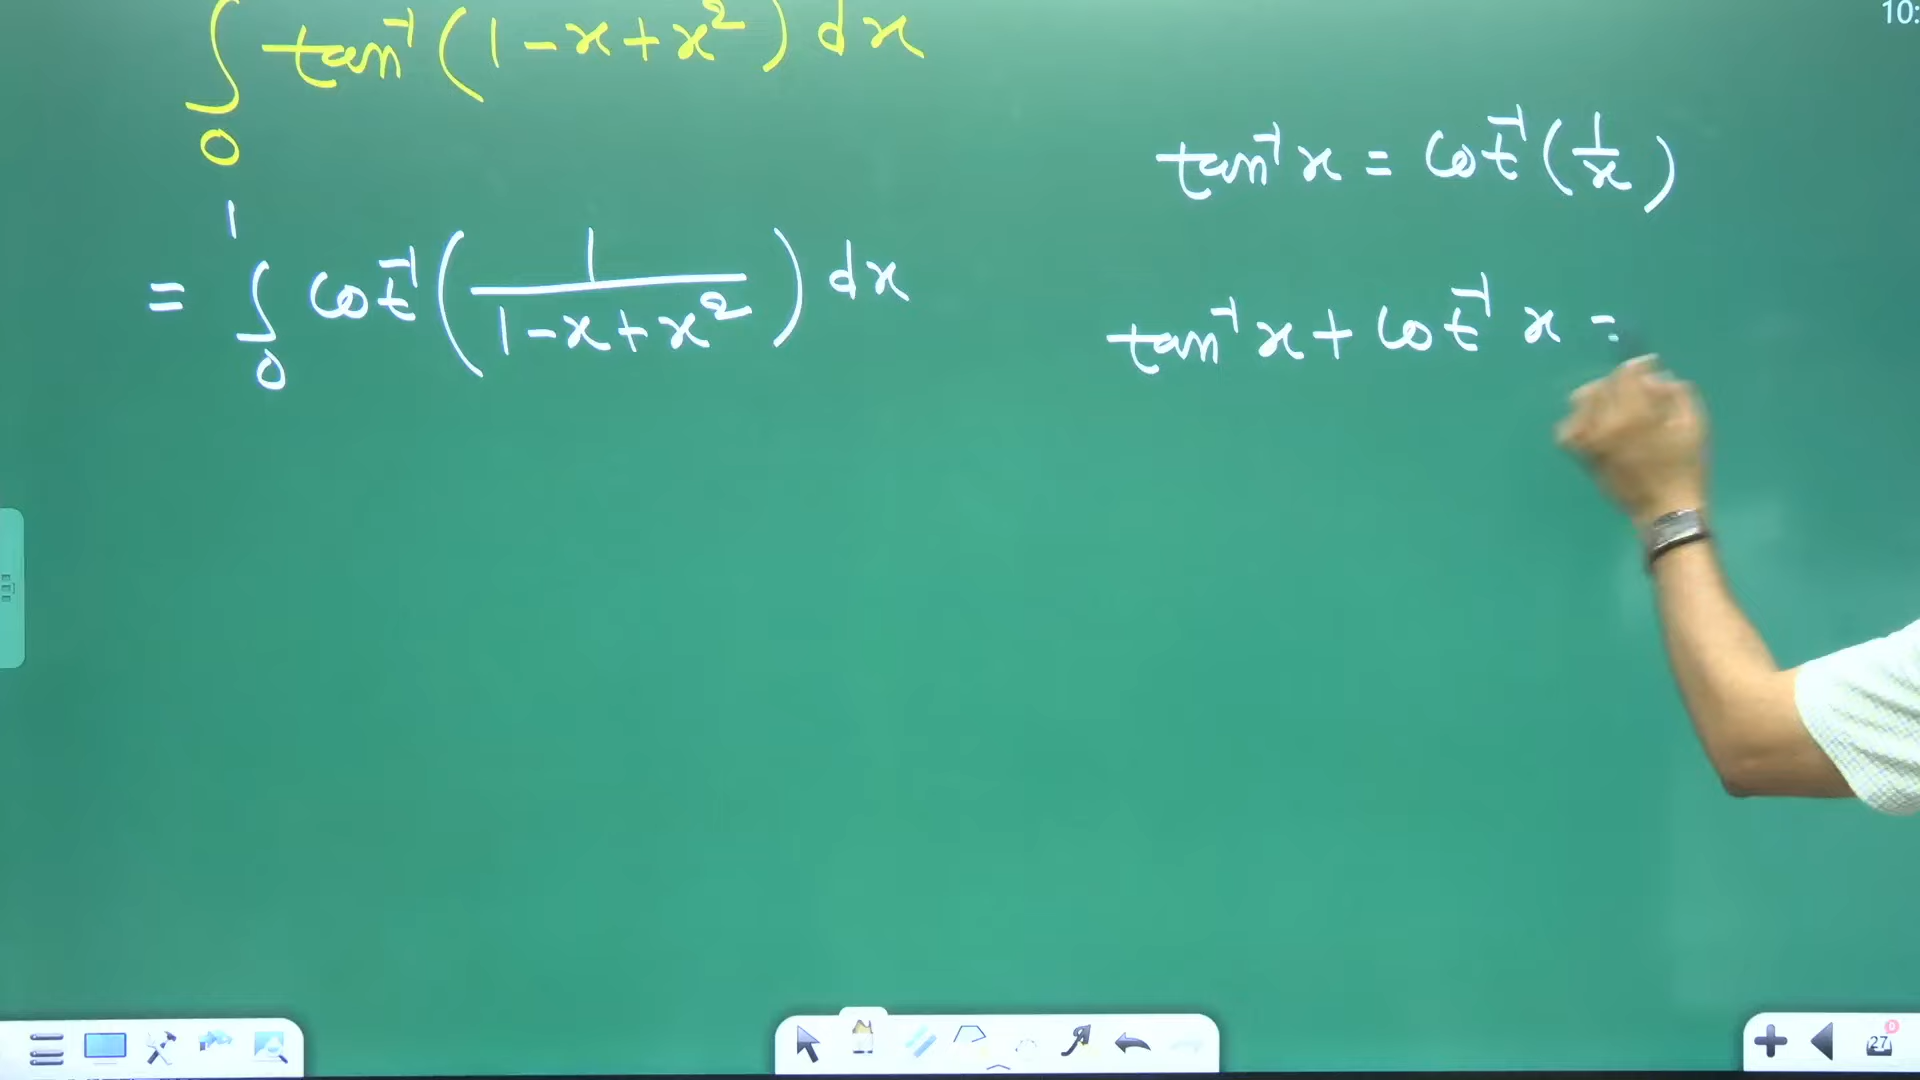 ∫₀ tan⁻¹(1-x+x²) dx
= ∫₀¹ cot⁻¹(1/(1-x+x²)) dx
tan⁻¹x = cot⁻¹(1/x)
tan⁻¹x + cot⁻¹x =
10:
27
0